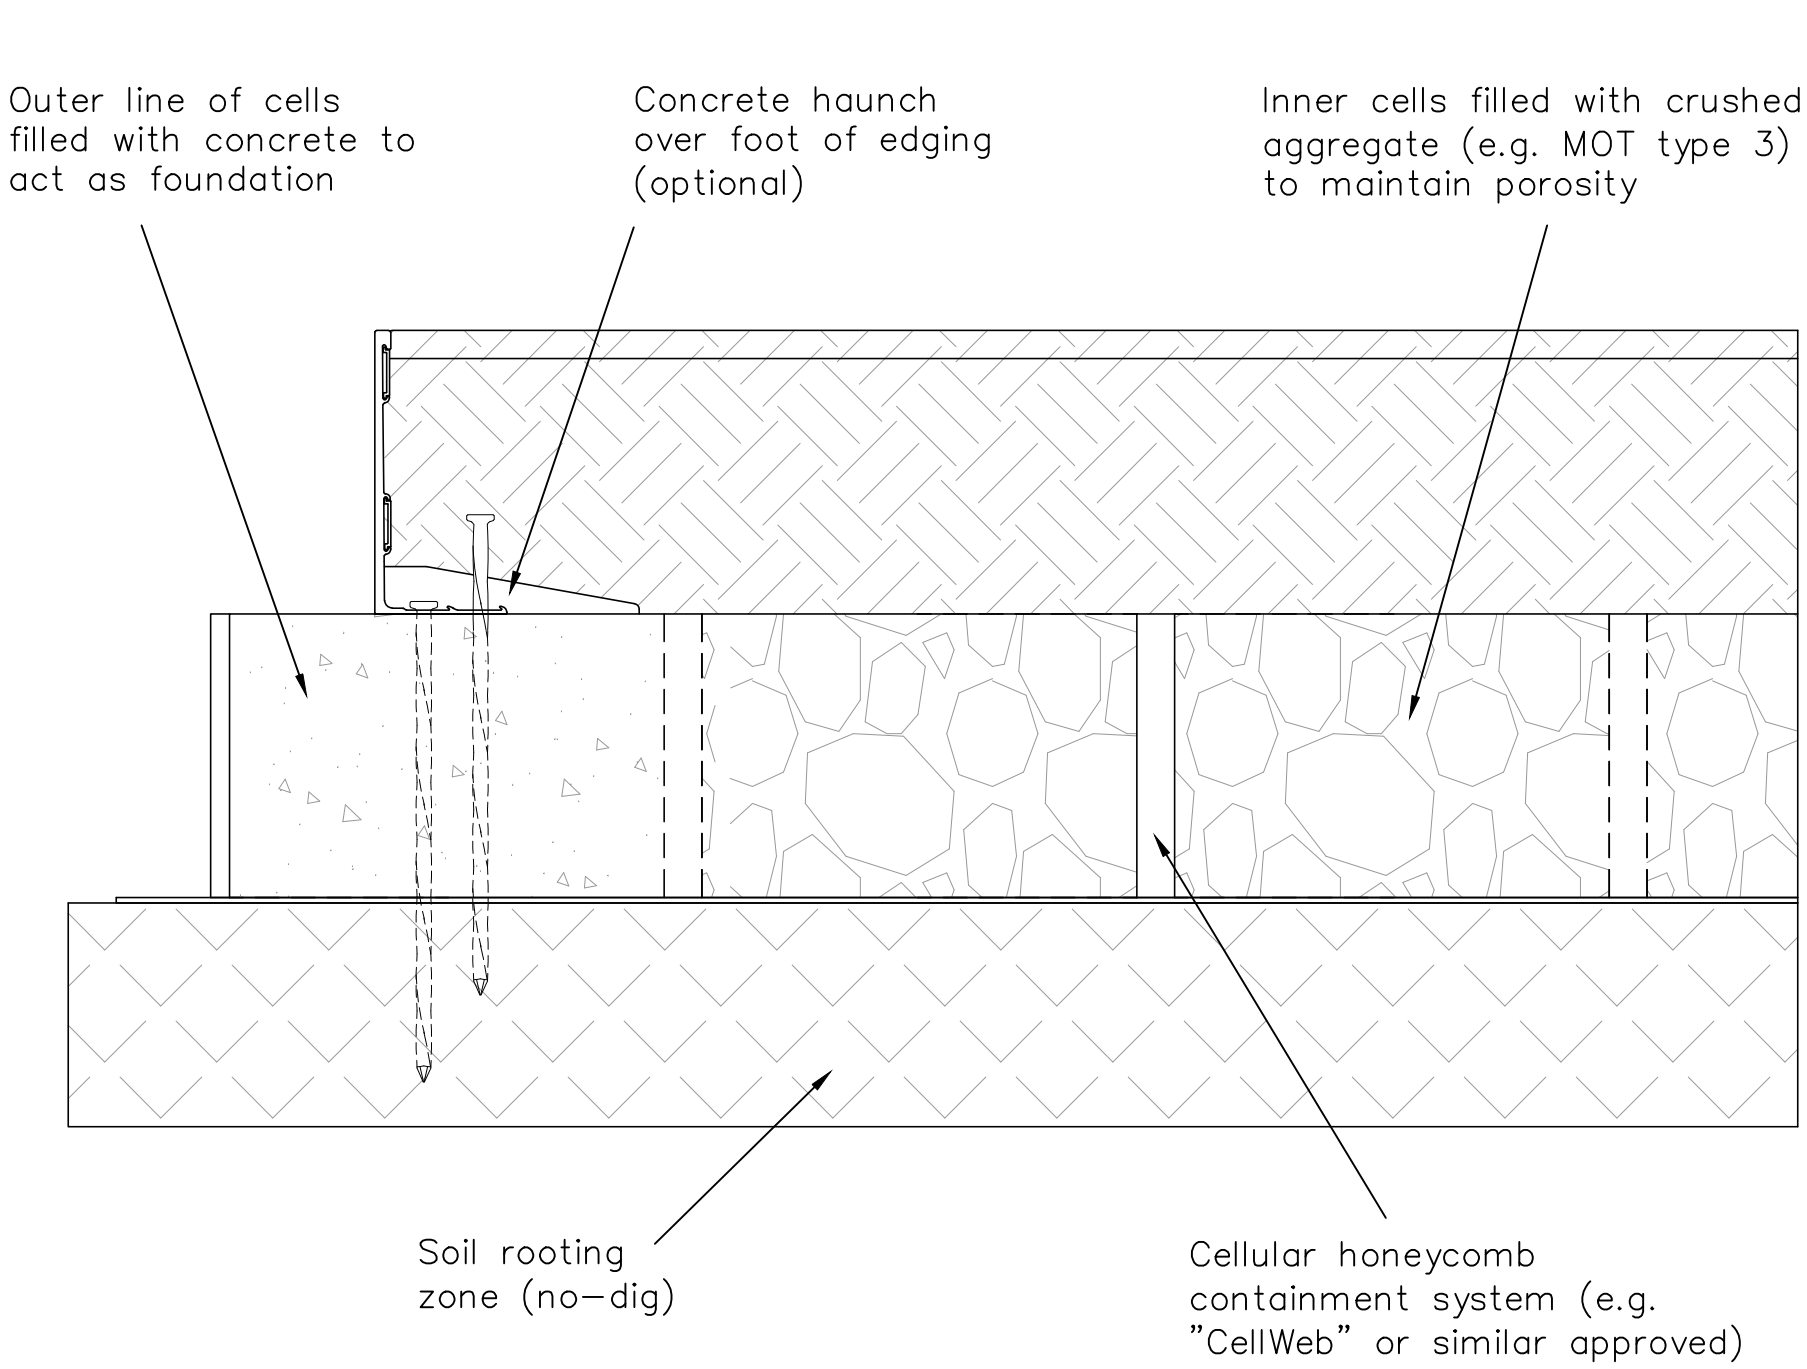 Outer line of cells
filled with concrete to
act as foundation
Concrete haunch
over foot of edging
(optional)
Inner cells filled with crushed
aggregate (e.g. MOT type 3)
to maintain porosity
Soil rooting
zone (no-dig)
Cellular honeycomb
containment system (e.g.
"CellWeb" or similar approved)